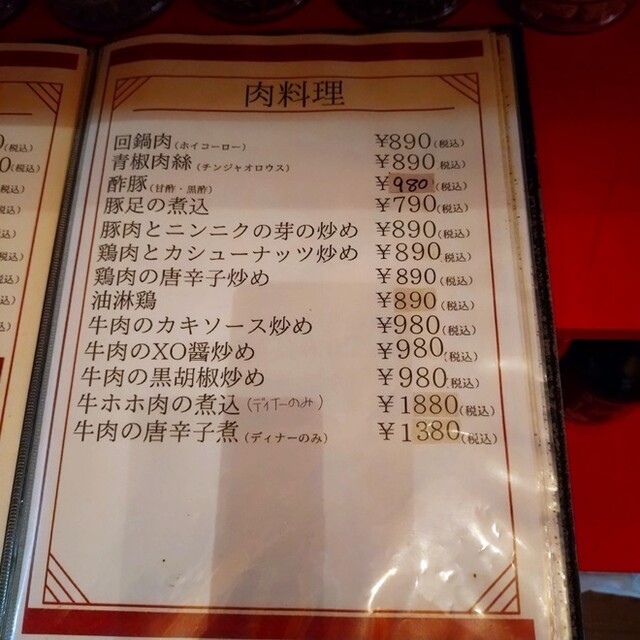 肉料理
回鍋肉(ホイコーロー) ¥890(税込)
青椒肉絲(チンジャオロウス) ¥890(税込)
酢豚(甘酢・黒酢) ¥980(税込)
豚足の煮込 ¥790(税込)
豚肉とニンニクの芽の炒め ¥890(税込)
鶏肉とカシューナッツ炒め ¥890(税込)
鶏肉の唐辛子炒め ¥890(税込)
油淋鶏 ¥890(税込)
牛肉のカキソース炒め ¥980(税込)
牛肉のXO醤炒め ¥980(税込)
牛肉の黒胡椒炒め ¥980(税込)
牛ホホ肉の煮込(ディナーのみ) ¥1880(税込)
牛肉の唐辛子煮(ディナーのみ) ¥1380(税込)